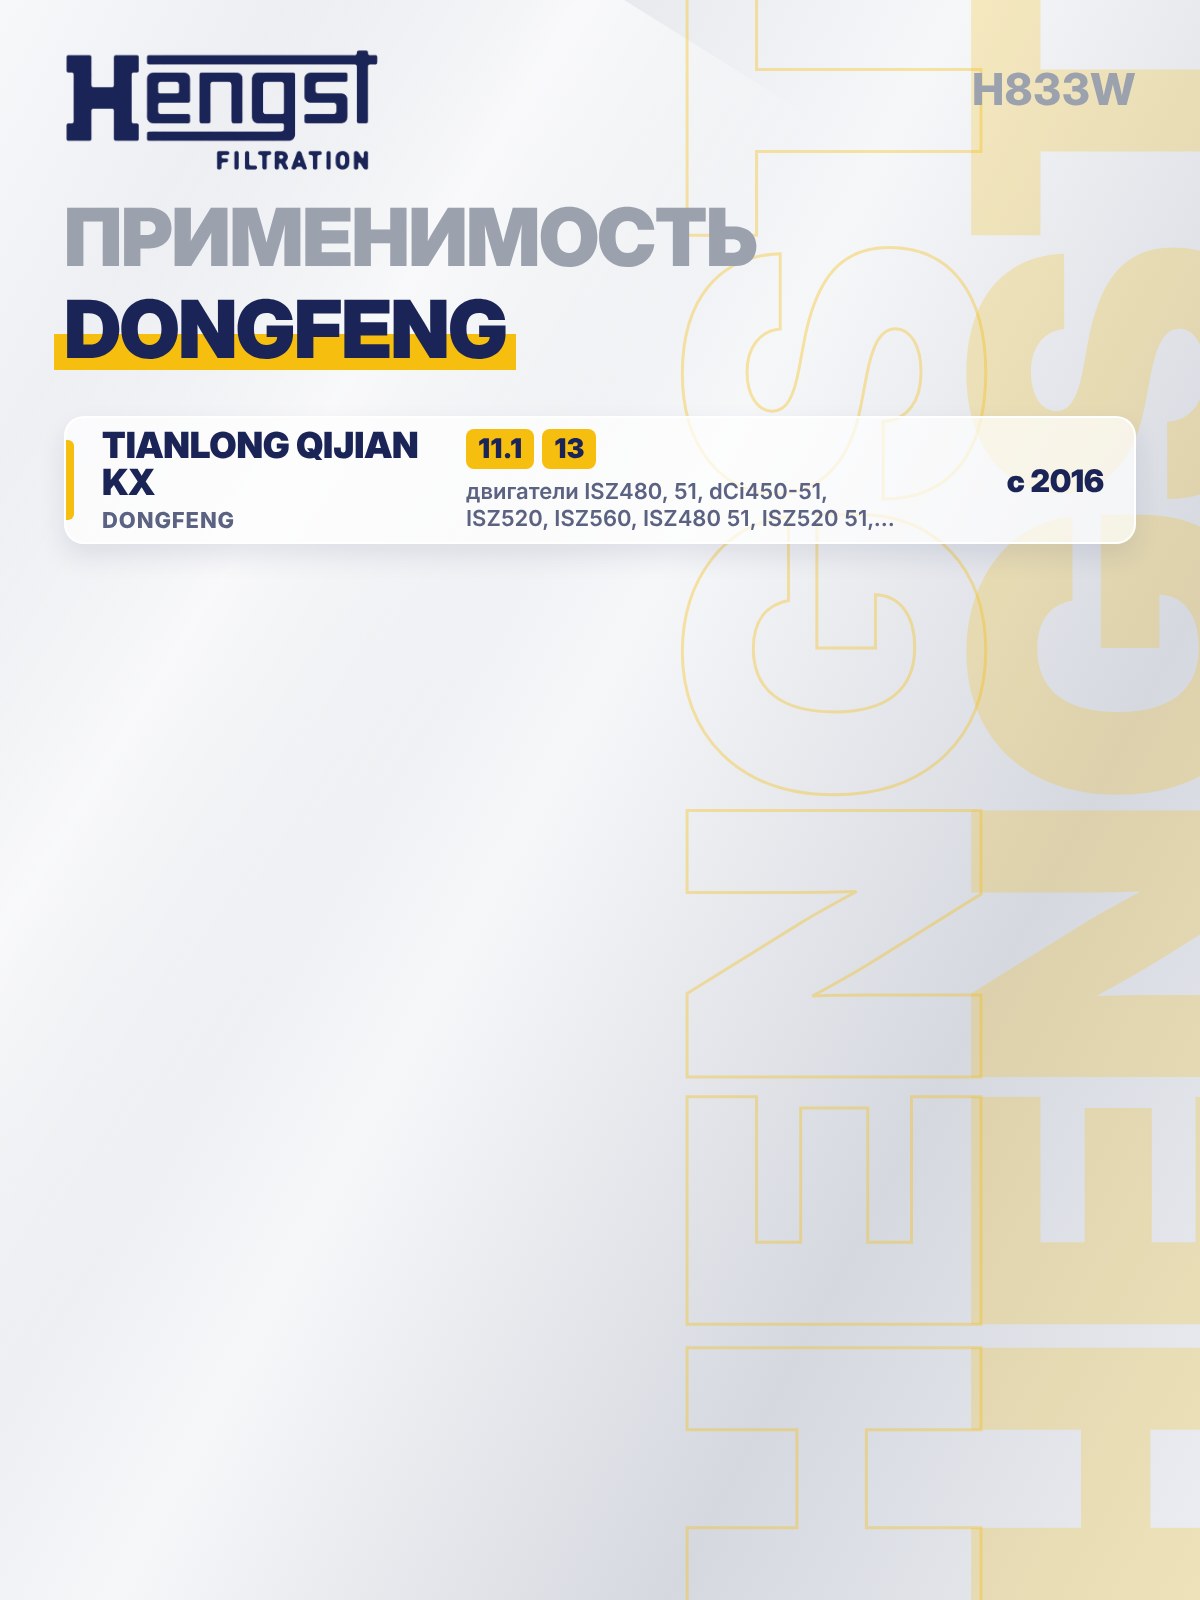 Hengst
FILTRATION
H833W
ПРИМЕНИМОСТЬ
DONGFENG
TIANLONG QIJIAN
KX
DONGFENG
11.1 13
двигатели ISZ480, 51, dCi450-51,
ISZ520, ISZ560, ISZ480 51, ISZ520 51,...
с 2016
HENGST
HENGST